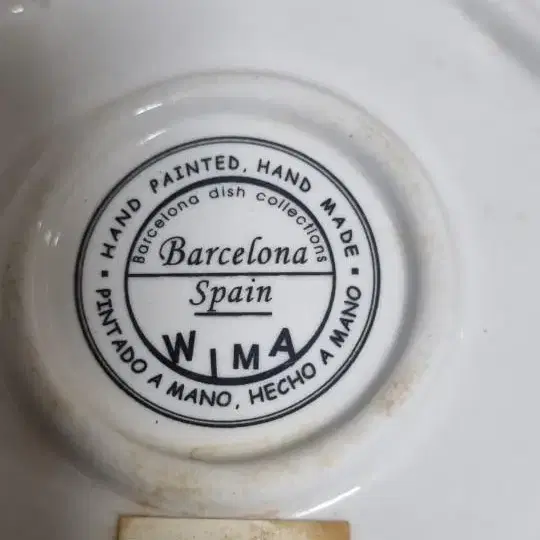 HAND PAINTED, HAND MADE
Barcelona dish collections
Barcelona
Spain
WIMA
PINTADO A MANO, HECHO A MANO